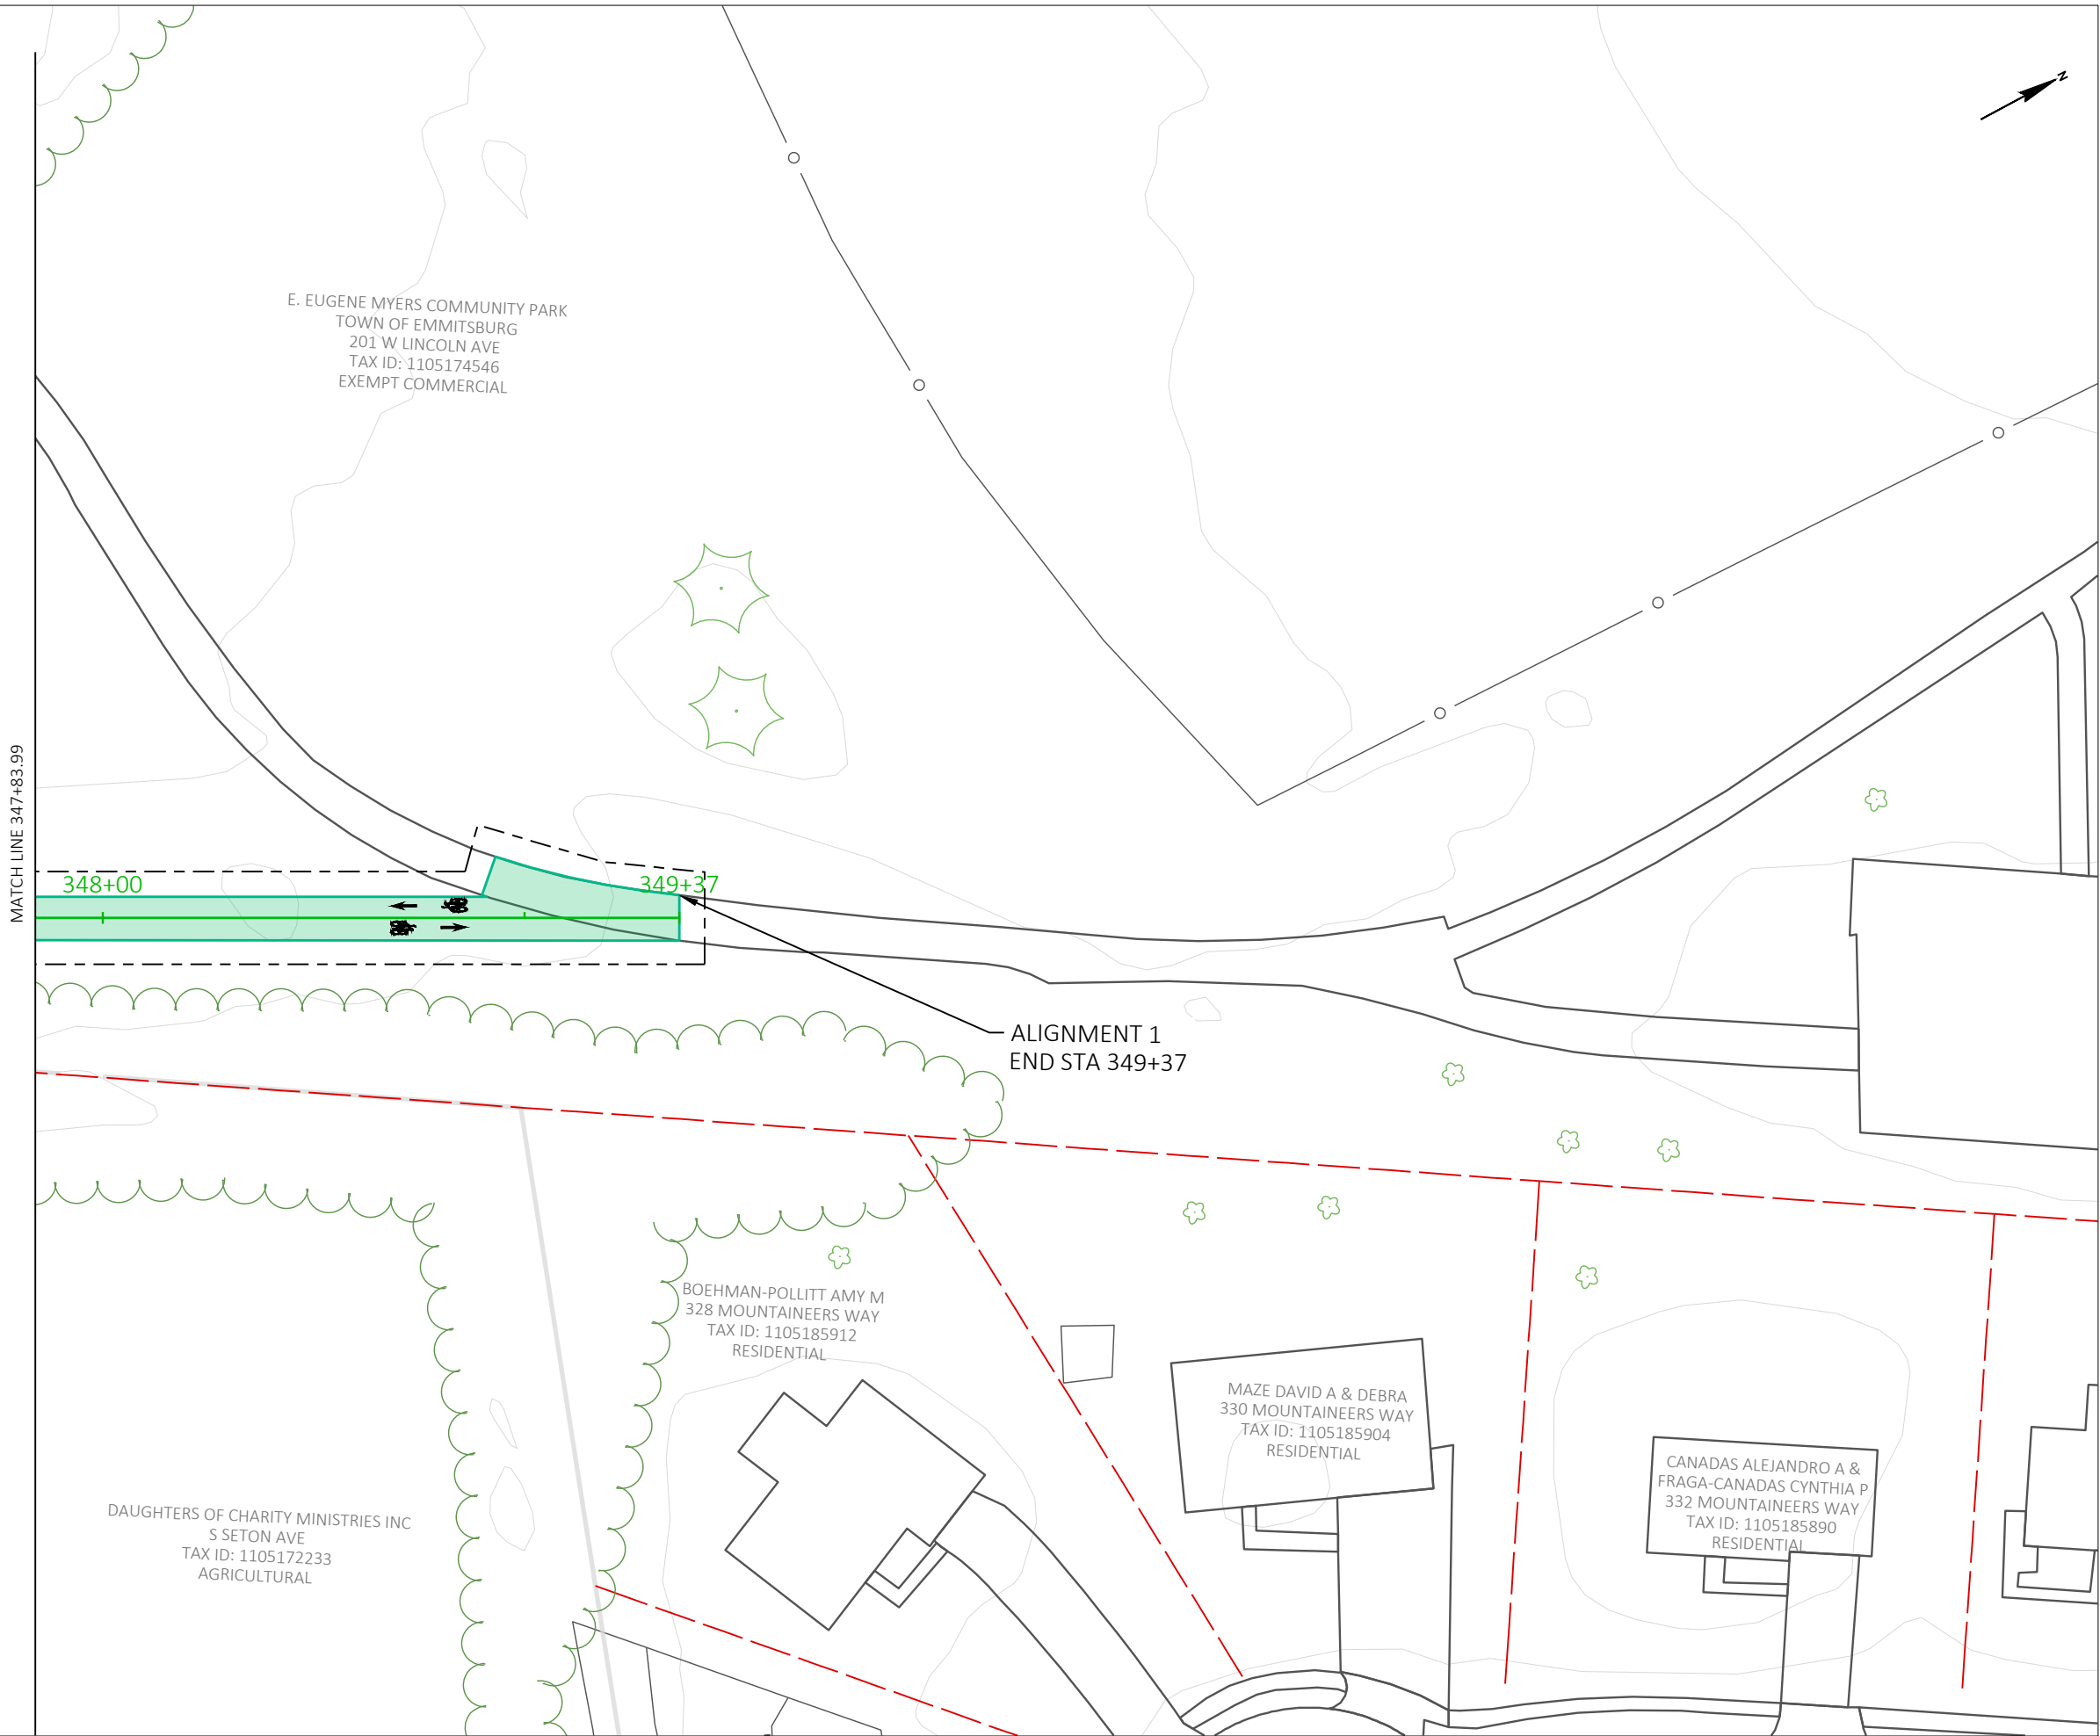 N
E. EUGENE MYERS COMMUNITY PARK
TOWN OF EMMITSBURG
201 W LINCOLN AVE
TAX ID: 1105174546
EXEMPT COMMERCIAL
MATCH LINE 347+83.99
348+00
349+37
ALIGNMENT 1
END STA 349+37
BOEHMAN-POLLITT AMY M
328 MOUNTAINEERS WAY
TAX ID: 1105185912
RESIDENTIAL
MAZE DAVID A & DEBRA
330 MOUNTAINEERS WAY
TAX ID: 1105185904
RESIDENTIAL
CANADAS ALEJANDRO A &
FRAGA-CANADAS CYNTHIA P
332 MOUNTAINEERS WAY
TAX ID: 1105185890
RESIDENTIAL
DAUGHTERS OF CHARITY MINISTRIES INC
S SETON AVE
TAX ID: 1105172233
AGRICULTURAL